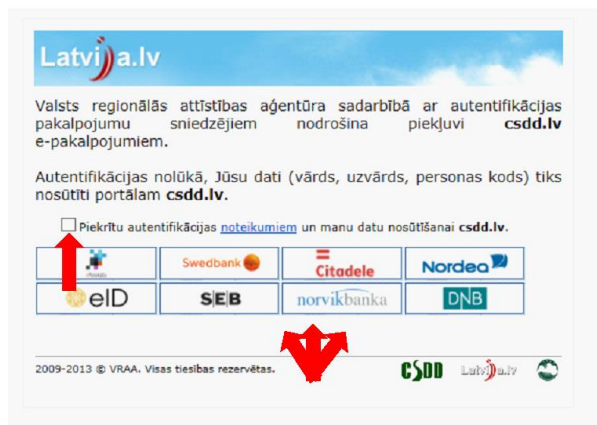 Latvija.lv
Valsts regionālās attīstības aģentūra sadarbībā ar autentifikācijas
pakalpojumu sniedzējiem nodrošina piekļuvi csdd.lv
e-pakalpojumiem.
Autentifikācijas nolūkā, Jūsu dati (vārds, uzvārds, personas kods) tiks
nosūtīti portālam csdd.lv.
Piekrītu autentifikācijas noteikumiem un manu datu nosūtīšanai csdd.lv.
Swedbank Citadele Nordea
eID SEB norvikbanka DNB
2009-2013 © VRAA. Visas tiesības rezervētas. CSDD Latvija.lv